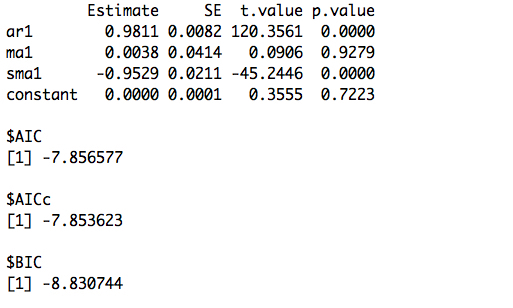 Estimate SE t.value p.value
ar1 0.9811 0.0082 120.3561 0.0000
ma1 0.0038 0.0414 0.0906 0.9279
sma1 -0.9529 0.0211 -45.2446 0.0000
constant 0.0000 0.0001 0.3555 0.7223
$AIC
[1] -7.856577
$AICc
[1] -7.853623
$BIC
[1] -8.830744